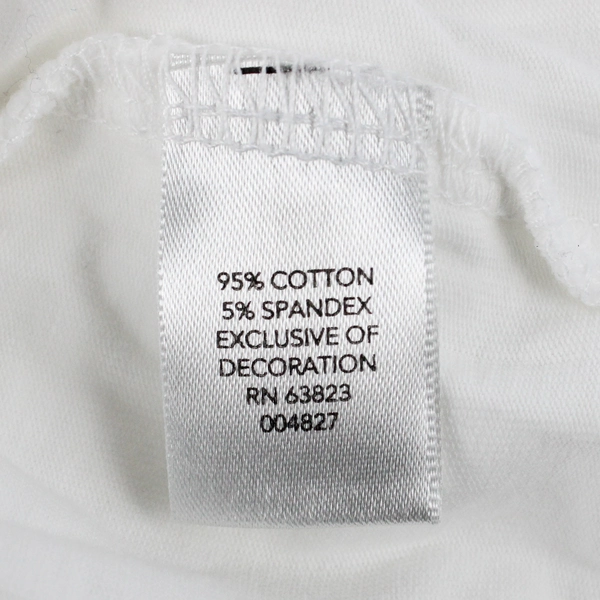 95% COTTON
5% SPANDEX
EXCLUSIVE OF
DECORATION
RN 63823
004827